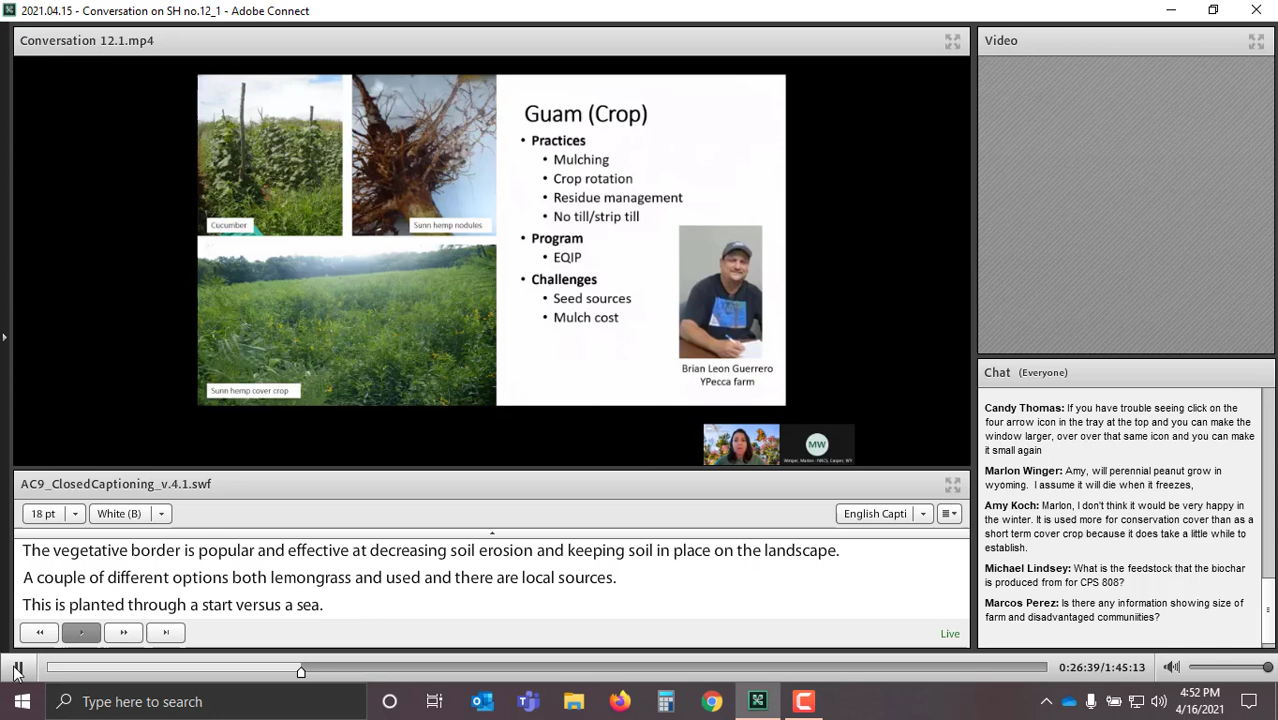 2021.04.15 - Conversation on SH no.12_1 - Adobe Connect
Conversation 12.1.mp4
Cucumber
Sunn hemp nodules
Sunn hemp cover crop
Guam (Crop)
• Practices
• Mulching
• Crop rotation
• Residue management
• No till/strip till
• Program
• EQIP
• Challenges
• Seed sources
• Mulch cost
Brian Leon Guerrero
YPecca farm
MW
Winger, Marlon - NRCS, Casper, WY
Video
Chat (Everyone)
Candy Thomas: If you have trouble seeing click on the
four arrow icon in the tray at the top and you can make the
window larger, over over that same icon and you can make
it small again
Marlon Winger: Amy, will perennial peanut grow in
wyoming. I assume it will die when it freezes,
Amy Koch: Marlon, I don't think it would be very happy in
the winter. It is used more for conservation cover than as a
short term cover crop because it does take a little while to
establish.
Michael Lindsey: What is the feedstock that the biochar
is produced from for CPS 808?
Marcos Perez: Is there any information showing size of
farm and disadvantaged communiities?
AC9_ClosedCaptioning_v.4.1.swf
18 pt
White (B)
English Capti
The vegetative border is popular and effective at decreasing soil erosion and keeping soil in place on the landscape.
A couple of different options both lemongrass and used and there are local sources.
This is planted through a start versus a sea.
Live
0:26:39/1:45:13
Type here to search
4:52 PM
4/16/2021